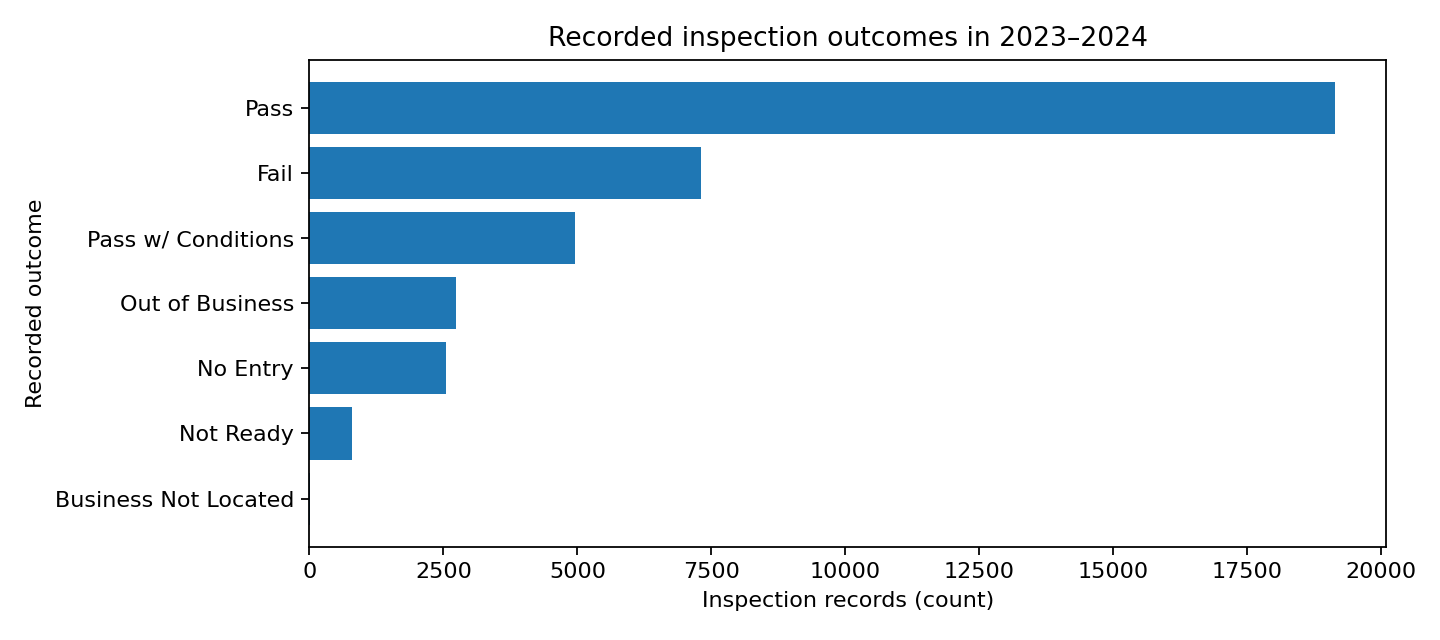 Recorded inspection outcomes in 2023–2024
Recorded outcome
Pass
Fail
Pass w/ Conditions
Out of Business
No Entry
Not Ready
Business Not Located
0 2500 5000 7500 10000 12500 15000 17500 20000
Inspection records (count)